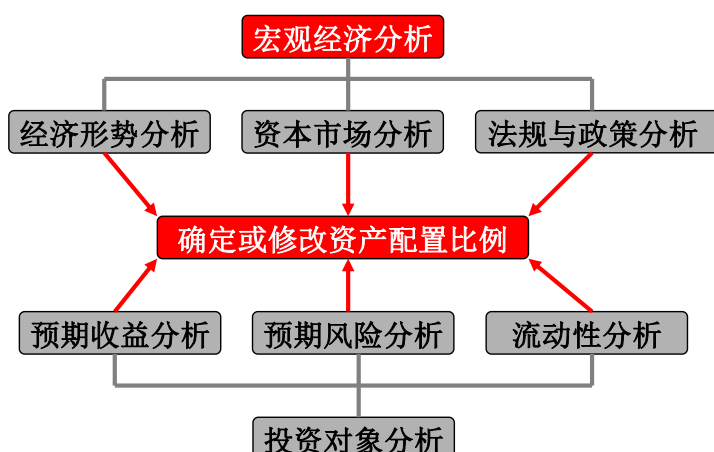 宏观经济分析
经济形势分析
资本市场分析
法规与政策分析
确定或修改资产配置比例
预期收益分析
预期风险分析
流动性分析
投资对象分析